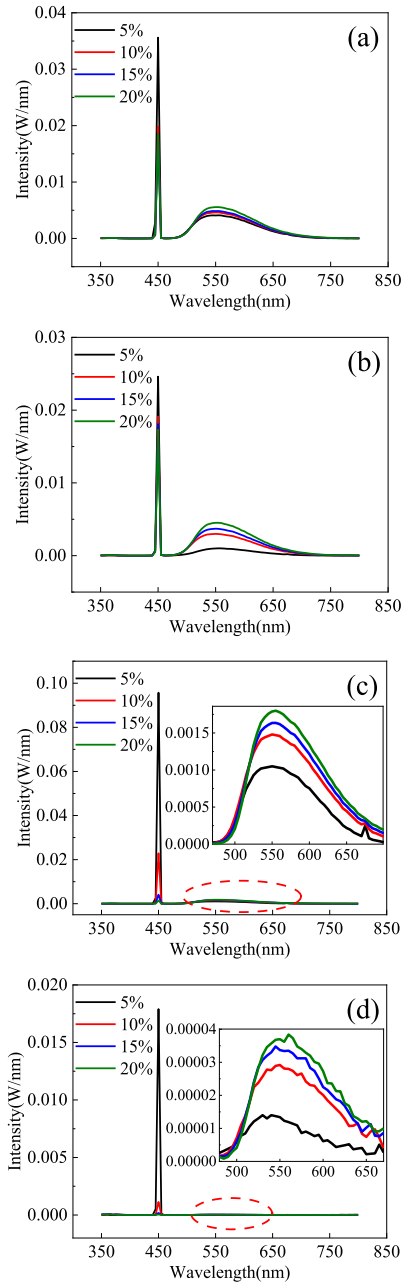 (a)
5%
10%
15%
20%
0.04
0.03
0.02
0.01
0.00
Intensity(W/nm)
350 450 550 650 750 850
Wavelength(nm)
(b)
5%
10%
15%
20%
0.03
0.02
0.01
0.00
Intensity(W/nm)
350 450 550 650 750 850
Wavelength(nm)
(c)
5%
10%
15%
20%
0.10
0.08
0.06
0.04
0.02
0.00
Intensity(W/nm)
0.0015
0.0010
0.0005
0.0000
500 550 600 650
350 450 550 650 750 850
Wavelength(nm)
(d)
5%
10%
15%
20%
0.020
0.015
0.010
0.005
0.000
Intensity(W/nm)
0.00004
0.00003
0.00002
0.00001
0.00000
500 550 600 650
350 450 550 650 750 850
Wavelength(nm)